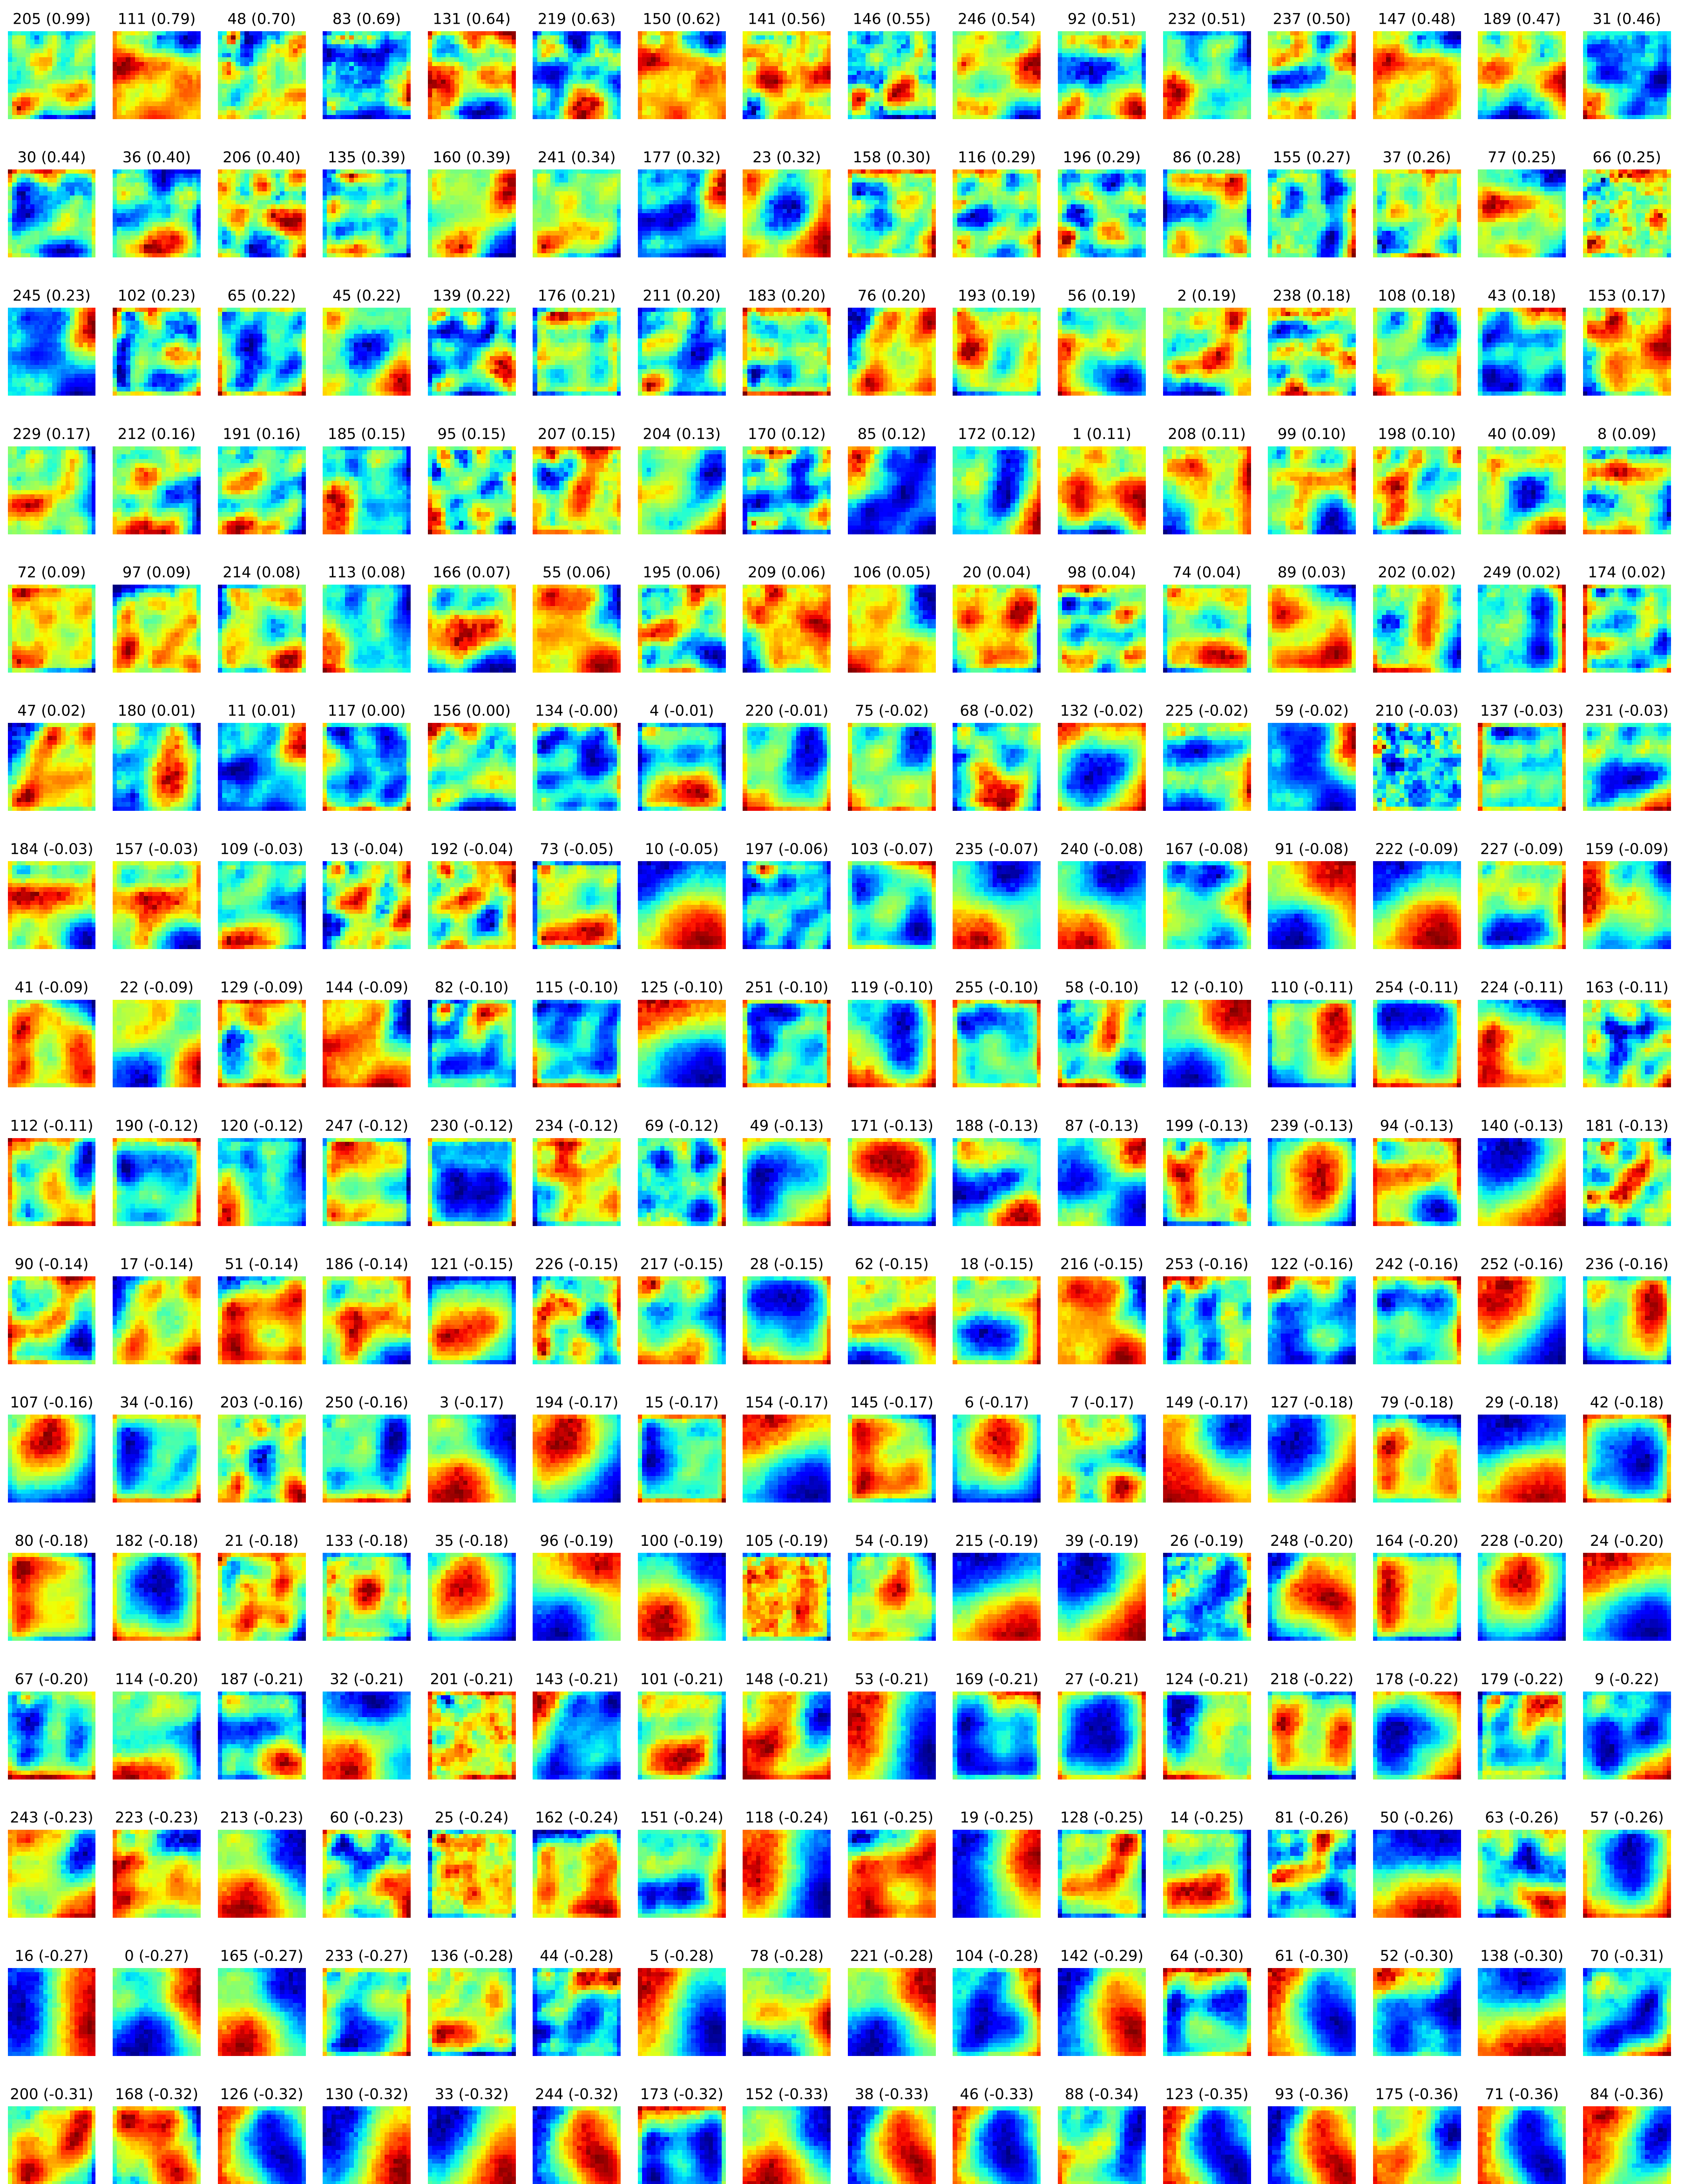 205 (0.99) 111 (0.79) 48 (0.70) 83 (0.69) 131 (0.64) 219 (0.63) 150 (0.62) 141 (0.56) 146 (0.55) 246 (0.54) 92 (0.51) 232 (0.51) 237 (0.50) 147 (0.48) 189 (0.47) 31 (0.46)
30 (0.44) 36 (0.40) 206 (0.40) 135 (0.39) 160 (0.39) 241 (0.34) 177 (0.32) 23 (0.32) 158 (0.30) 116 (0.29) 196 (0.29) 86 (0.28) 155 (0.27) 37 (0.26) 77 (0.25) 66 (0.25)
245 (0.23) 102 (0.23) 65 (0.22) 45 (0.22) 139 (0.22) 176 (0.21) 211 (0.20) 183 (0.20) 76 (0.20) 193 (0.19) 56 (0.19) 2 (0.19) 238 (0.18) 108 (0.18) 43 (0.18) 153 (0.17)
229 (0.17) 212 (0.16) 191 (0.16) 185 (0.15) 95 (0.15) 207 (0.15) 204 (0.13) 170 (0.12) 85 (0.12) 172 (0.12) 1 (0.11) 208 (0.11) 99 (0.10) 198 (0.10) 40 (0.09) 8 (0.09)
72 (0.09) 97 (0.09) 214 (0.08) 113 (0.08) 166 (0.07) 55 (0.06) 195 (0.06) 209 (0.06) 106 (0.05) 20 (0.04) 98 (0.04) 74 (0.04) 89 (0.03) 202 (0.02) 249 (0.02) 174 (0.02)
47 (0.02) 180 (0.01) 11 (0.01) 117 (0.00) 156 (0.00) 134 (-0.00) 4 (-0.01) 220 (-0.01) 75 (-0.02) 68 (-0.02) 132 (-0.02) 225 (-0.02) 59 (-0.02) 210 (-0.03) 137 (-0.03) 231 (-0.03)
184 (-0.03) 157 (-0.03) 109 (-0.03) 13 (-0.04) 192 (-0.04) 73 (-0.05) 10 (-0.05) 197 (-0.06) 103 (-0.07) 235 (-0.07) 240 (-0.08) 167 (-0.08) 91 (-0.08) 222 (-0.09) 227 (-0.09) 159 (-0.09)
41 (-0.09) 22 (-0.09) 129 (-0.09) 144 (-0.09) 82 (-0.10) 115 (-0.10) 125 (-0.10) 251 (-0.10) 119 (-0.10) 255 (-0.10) 58 (-0.10) 12 (-0.10) 110 (-0.11) 254 (-0.11) 224 (-0.11) 163 (-0.11)
112 (-0.11) 190 (-0.12) 120 (-0.12) 247 (-0.12) 230 (-0.12) 234 (-0.12) 69 (-0.12) 49 (-0.13) 171 (-0.13) 188 (-0.13) 87 (-0.13) 199 (-0.13) 239 (-0.13) 94 (-0.13) 140 (-0.13) 181 (-0.13)
90 (-0.14) 17 (-0.14) 51 (-0.14) 186 (-0.14) 121 (-0.15) 226 (-0.15) 217 (-0.15) 28 (-0.15) 62 (-0.15) 18 (-0.15) 216 (-0.15) 253 (-0.16) 122 (-0.16) 242 (-0.16) 252 (-0.16) 236 (-0.16)
107 (-0.16) 34 (-0.16) 203 (-0.16) 250 (-0.16) 3 (-0.17) 194 (-0.17) 15 (-0.17) 154 (-0.17) 145 (-0.17) 6 (-0.17) 7 (-0.17) 149 (-0.17) 127 (-0.18) 79 (-0.18) 29 (-0.18) 42 (-0.18)
80 (-0.18) 182 (-0.18) 21 (-0.18) 133 (-0.18) 35 (-0.18) 96 (-0.19) 100 (-0.19) 105 (-0.19) 54 (-0.19) 215 (-0.19) 39 (-0.19) 26 (-0.19) 248 (-0.20) 164 (-0.20) 228 (-0.20) 24 (-0.20)
67 (-0.20) 114 (-0.20) 187 (-0.21) 32 (-0.21) 201 (-0.21) 143 (-0.21) 101 (-0.21) 148 (-0.21) 53 (-0.21) 169 (-0.21) 27 (-0.21) 124 (-0.21) 218 (-0.22) 178 (-0.22) 179 (-0.22) 9 (-0.22)
243 (-0.23) 223 (-0.23) 213 (-0.23) 60 (-0.23) 25 (-0.24) 162 (-0.24) 151 (-0.24) 118 (-0.24) 161 (-0.25) 19 (-0.25) 128 (-0.25) 14 (-0.25) 81 (-0.26) 50 (-0.26) 63 (-0.26) 57 (-0.26)
16 (-0.27) 0 (-0.27) 165 (-0.27) 233 (-0.27) 136 (-0.28) 44 (-0.28) 5 (-0.28) 78 (-0.28) 221 (-0.28) 104 (-0.28) 142 (-0.29) 64 (-0.30) 61 (-0.30) 52 (-0.30) 138 (-0.30) 70 (-0.31)
200 (-0.31) 168 (-0.32) 126 (-0.32) 130 (-0.32) 33 (-0.32) 244 (-0.32) 173 (-0.32) 152 (-0.33) 38 (-0.33) 46 (-0.33) 88 (-0.34) 123 (-0.35) 93 (-0.36) 175 (-0.36) 71 (-0.36) 84 (-0.36)